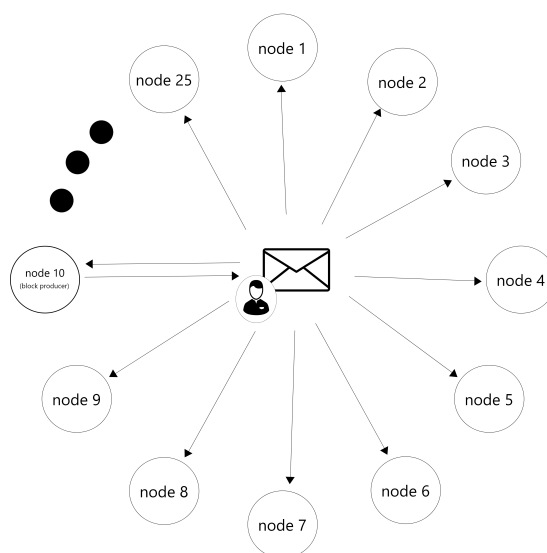 node 1
node 2
node 3
node 4
node 5
node 6
node 7
node 8
node 9
node 10
(block producer)
node 25